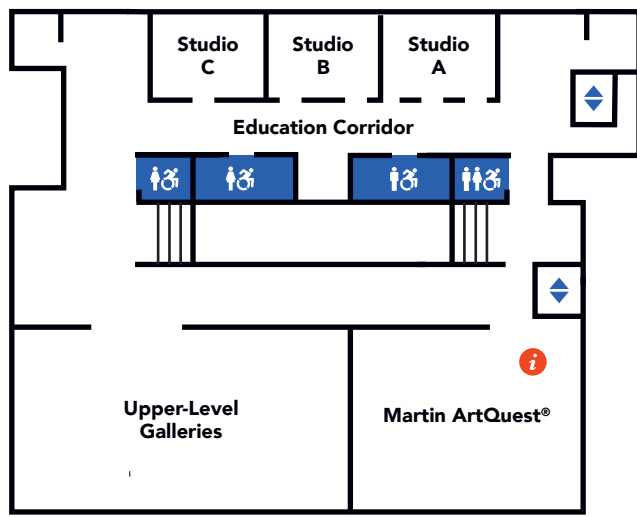 Studio
C
Studio
B
Studio
A
Education Corridor
i
Upper-Level
Galleries
Martin ArtQuest®